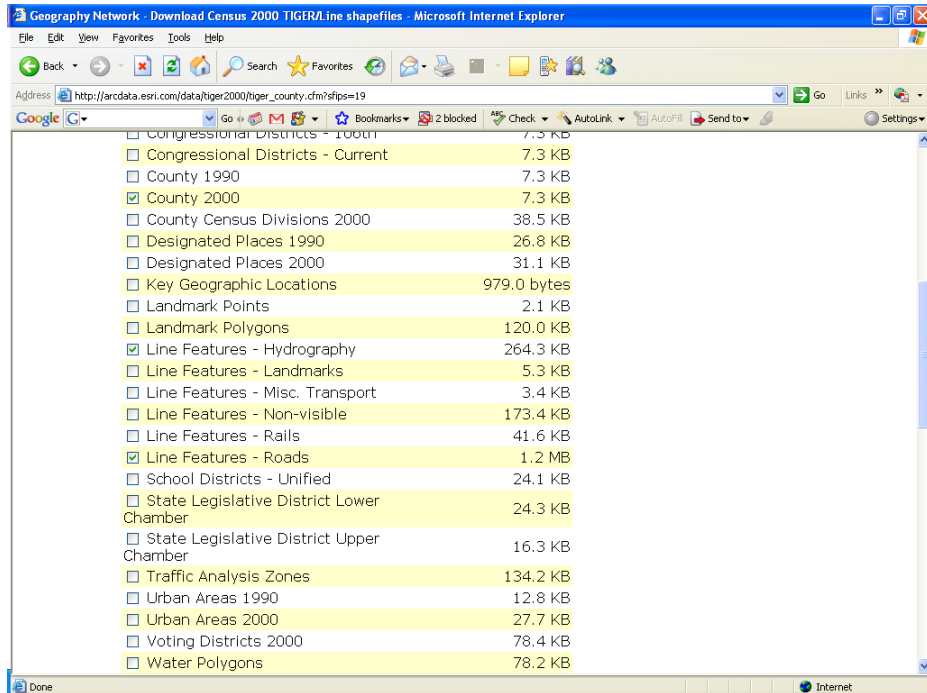 Geography Network - Download Census 2000 TIGER/Line shapefiles - Microsoft Internet Explorer
File Edit View Favorites Tools Help
Back Search Favorites
Address http://arcdata.esri.com/data/tiger2000/tiger_county.cfm?sfips=19 Go Links »
Google G Go Bookmarks 2 blocked ABC Check AutoLink AutoFill Send to Settings
Congressional Districts - 106th 7.3 KB
Congressional Districts - Current 7.3 KB
County 1990 7.3 KB
County 2000 7.3 KB
County Census Divisions 2000 38.5 KB
Designated Places 1990 26.8 KB
Designated Places 2000 31.1 KB
Key Geographic Locations 979.0 bytes
Landmark Points 2.1 KB
Landmark Polygons 120.0 KB
Line Features - Hydrography 264.3 KB
Line Features - Landmarks 5.3 KB
Line Features - Misc. Transport 3.4 KB
Line Features - Non-visible 173.4 KB
Line Features - Rails 41.6 KB
Line Features - Roads 1.2 MB
School Districts - Unified 24.1 KB
State Legislative District Lower
Chamber 24.3 KB
State Legislative District Upper
Chamber 16.3 KB
Traffic Analysis Zones 134.2 KB
Urban Areas 1990 12.8 KB
Urban Areas 2000 27.7 KB
Voting Districts 2000 78.4 KB
Water Polygons 78.2 KB
Done Internet